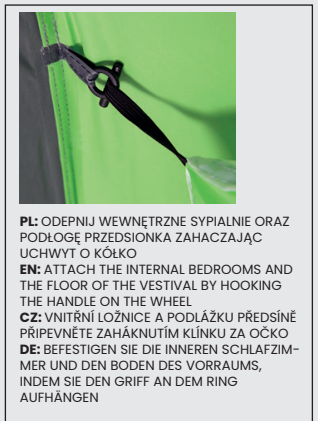 PL: ODEPNIJ WEWNĘTRZNE SYPIALNIE ORAZ
PODŁOGĘ PRZEDSIONKA ZAHACZAJĄC
UCHWYT O KÓŁKO
EN: ATTACH THE INTERNAL BEDROOMS AND
THE FLOOR OF THE VESTIVAL BY HOOKING
THE HANDLE ON THE WHEEL
CZ: VNITŘNÍ LOŽNICE A PODLÁŽKU PŘEDSÍNĚ
PŘIPEVNĚTE ZAHÁKNUTÍM KLÍNKU ZA OČKO
DE: BEFESTIGEN SIE DIE INNEREN SCHLAFZIM-
MER UND DEN BODEN DES VORRAUMS,
INDEM SIE DEN GRIFF AN DEM RING
AUFHÄNGEN